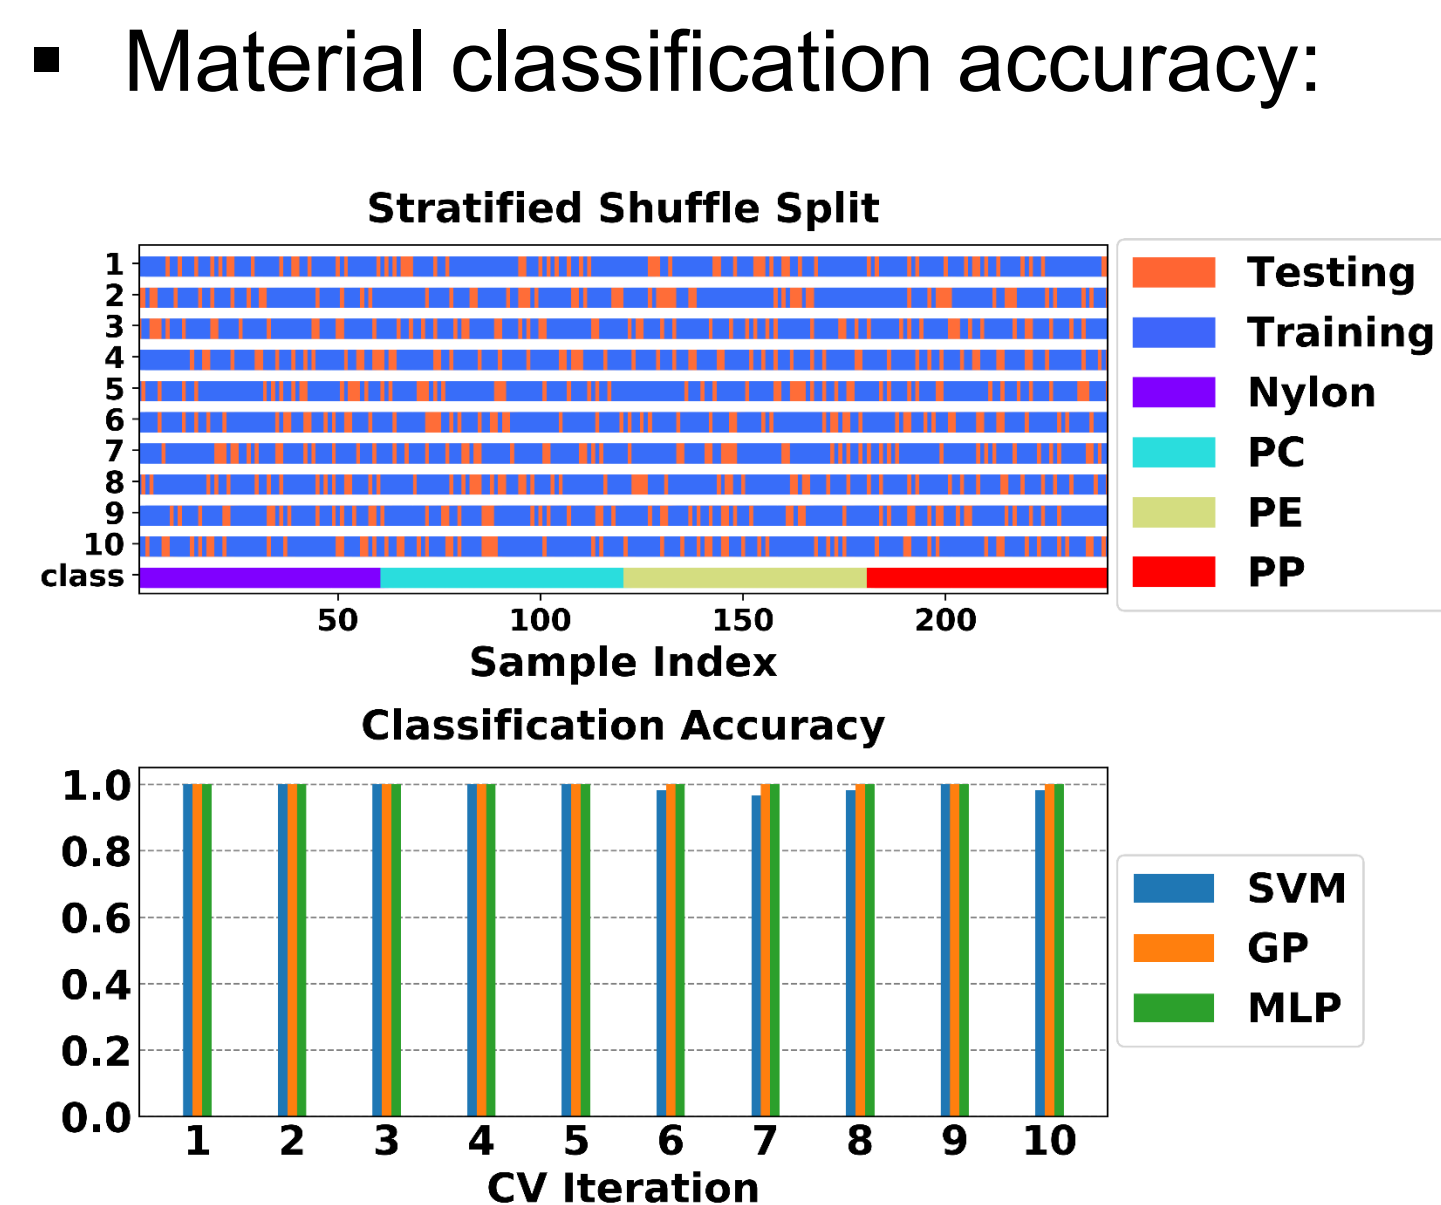 ▪ Material classification accuracy:
Stratified Shuffle Split
1
2
3
4
5
6
7
8
9
10
class
50 100 150 200
Sample Index
Testing
Training
Nylon
PC
PE
PP
Classification Accuracy
1.0
0.8
0.6
0.4
0.2
0.0
1 2 3 4 5 6 7 8 9 10
CV Iteration
SVM
GP
MLP